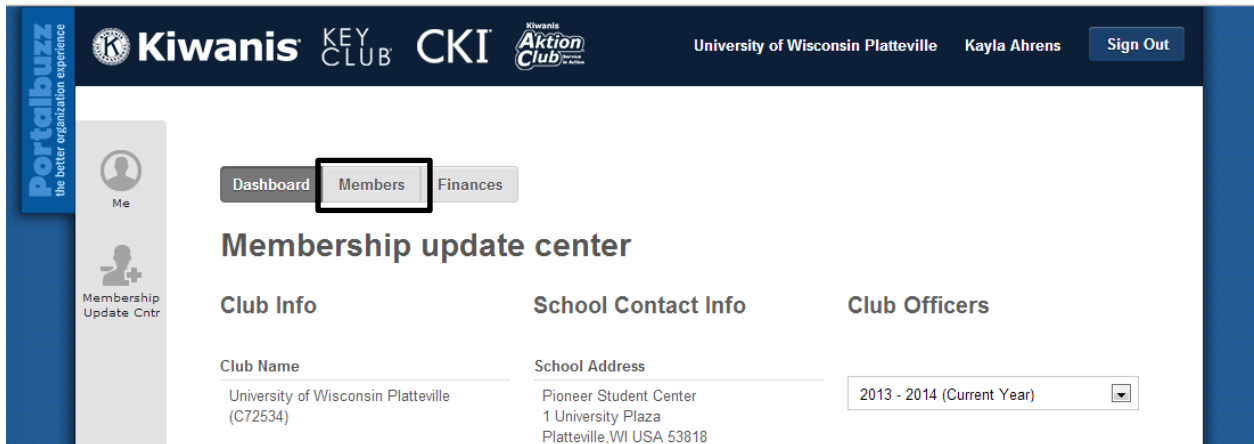 Portalbuzz
the better organization experience
Kiwanis
KEY CLUB
CKI
Kiwanis
Aktion
Club
University of Wisconsin Platteville
Kayla Ahrens
Sign Out
Me
Membership
Update Cntr
Dashboard
Members
Finances
Membership update center
Club Info
School Contact Info
Club Officers
Club Name
University of Wisconsin Platteville
(C72534)
School Address
Pioneer Student Center
1 University Plaza
Platteville,WI USA 53818
2013 - 2014 (Current Year)